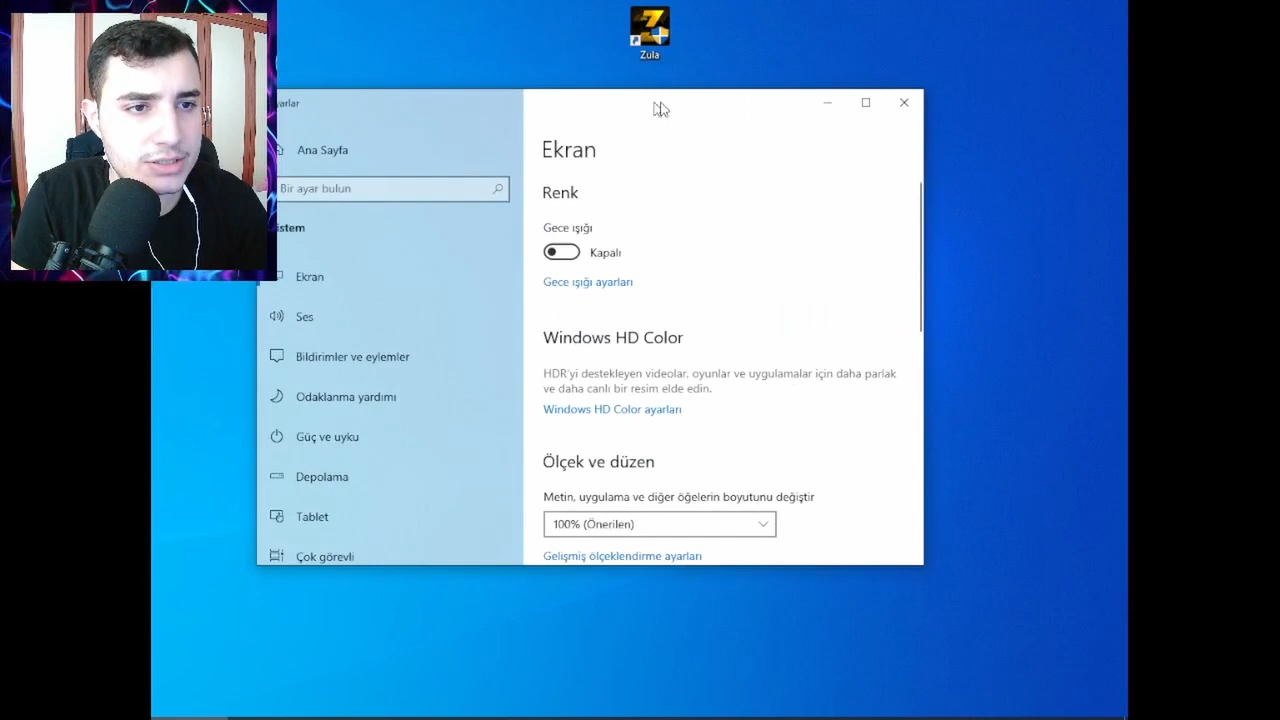 Zula
yarlar
Ana Sayfa
Bir ayar bulun
istem
Ekran
Ses
Bildirimler ve eylemler
Odaklanma yardımı
Güç ve uyku
Depolama
Tablet
Çok görevli
Ekran
Renk
Gece ışığı
Kapalı
Gece ışığı ayarları
Windows HD Color
HDR'yi destekleyen videolar, oyunlar ve uygulamalar için daha parlak
ve daha canlı bir resim elde edin.
Windows HD Color ayarları
Ölçek ve düzen
Metin, uygulama ve diğer öğelerin boyutunu değiştir
100% (Önerilen)
Gelişmiş ölçeklendirme ayarları